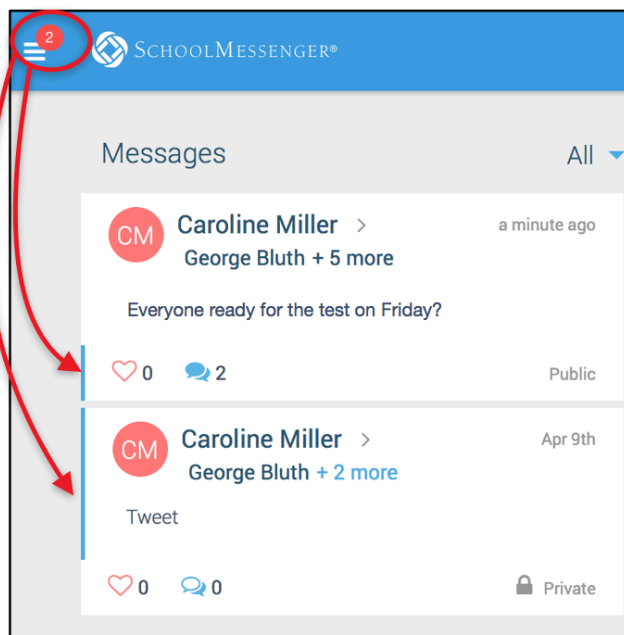 2
SCHOOLMESSENGER®
Messages
All
CM
Caroline Miller >
a minute ago
George Bluth + 5 more
Everyone ready for the test on Friday?
0
2
Public
CM
Caroline Miller >
Apr 9th
George Bluth + 2 more
Tweet
0
0
Private